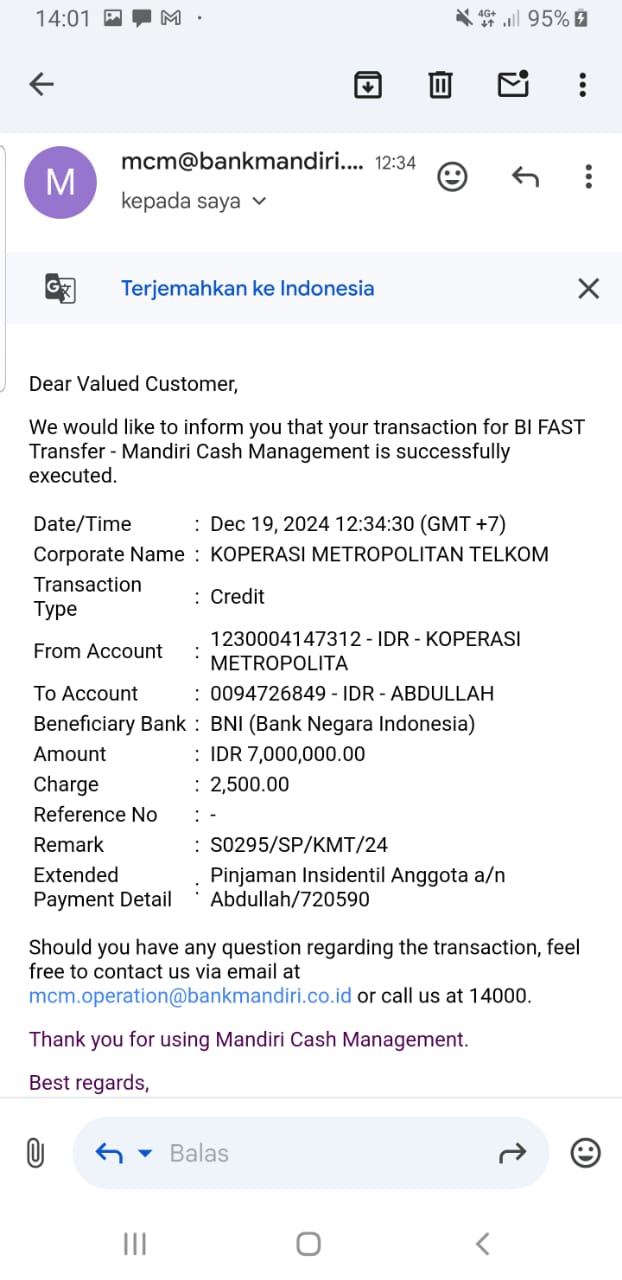 14:01
4G+ 95%
mcm@bankmandiri.... 12:34
M
kepada saya
Terjemahkan ke Indonesia
Dear Valued Customer,
We would like to inform you that your transaction for BI FAST
Transfer - Mandiri Cash Management is successfully
executed.
Date/Time : Dec 19, 2024 12:34:30 (GMT +7)
Corporate Name : KOPERASI METROPOLITAN TELKOM
Transaction
Type : Credit
From Account : 1230004147312 - IDR - KOPERASI
METROPOLITA
To Account : 0094726849 - IDR - ABDULLAH
Beneficiary Bank : BNI (Bank Negara Indonesia)
Amount : IDR 7,000,000.00
Charge : 2,500.00
Reference No : -
Remark : S0295/SP/KMT/24
Extended
Payment Detail : Pinjaman Insidentil Anggota a/n
Abdullah/720590
Should you have any question regarding the transaction, feel
free to contact us via email at
mcm.operation@bankmandiri.co.id or call us at 14000.
Thank you for using Mandiri Cash Management.
Best regards,
Balas